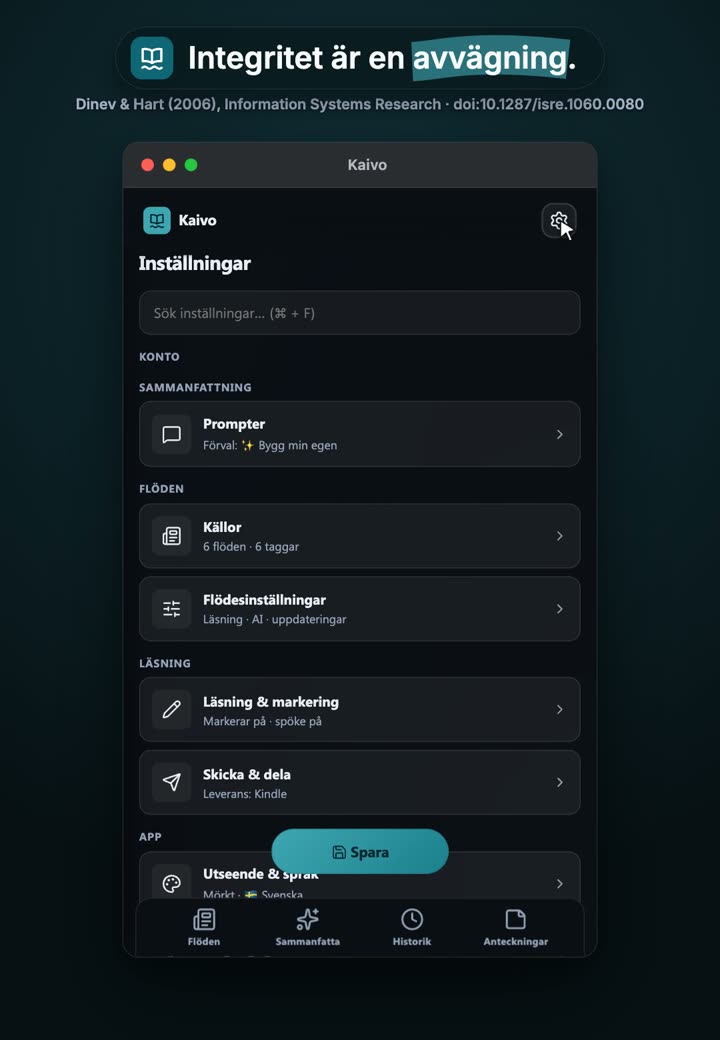 Integritet är en avvägning.
Dinev & Hart (2006), Information Systems Research · doi:10.1287/isre.1060.0080
Kaivo
Kaivo
Inställningar
Sök inställningar... (⌘ + F)
KONTO
SAMMANFATTNING
Prompter
Förval: ✨ Bygg min egen
FLÖDEN
Källor
6 flöden · 6 taggar
Flödesinställningar
Läsning · AI · uppdateringar
LÄSNING
Läsning & markering
Markerar på · spöke på
Skicka & dela
Leverans: Kindle
APP
Spara
Utseende & språk
Mörkt · 🇸🇪 Svenska
Flöden
Sammanfatta
Historik
Anteckningar